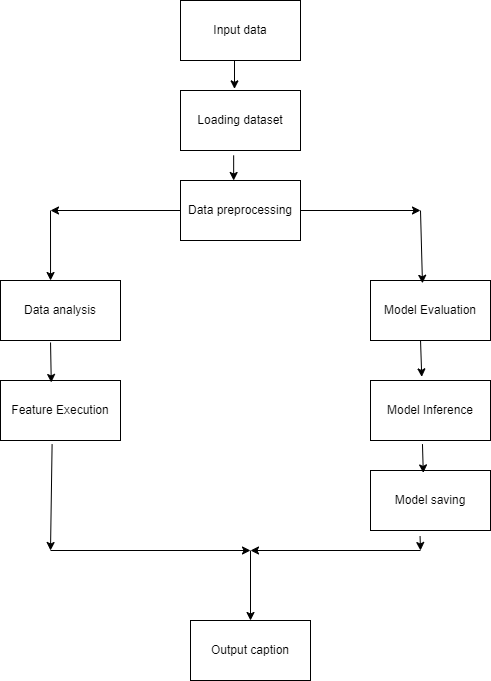 Input data
Loading dataset
Data preprocessing
Data analysis
Model Evaluation
Feature Execution
Model Inference
Model saving
Output caption